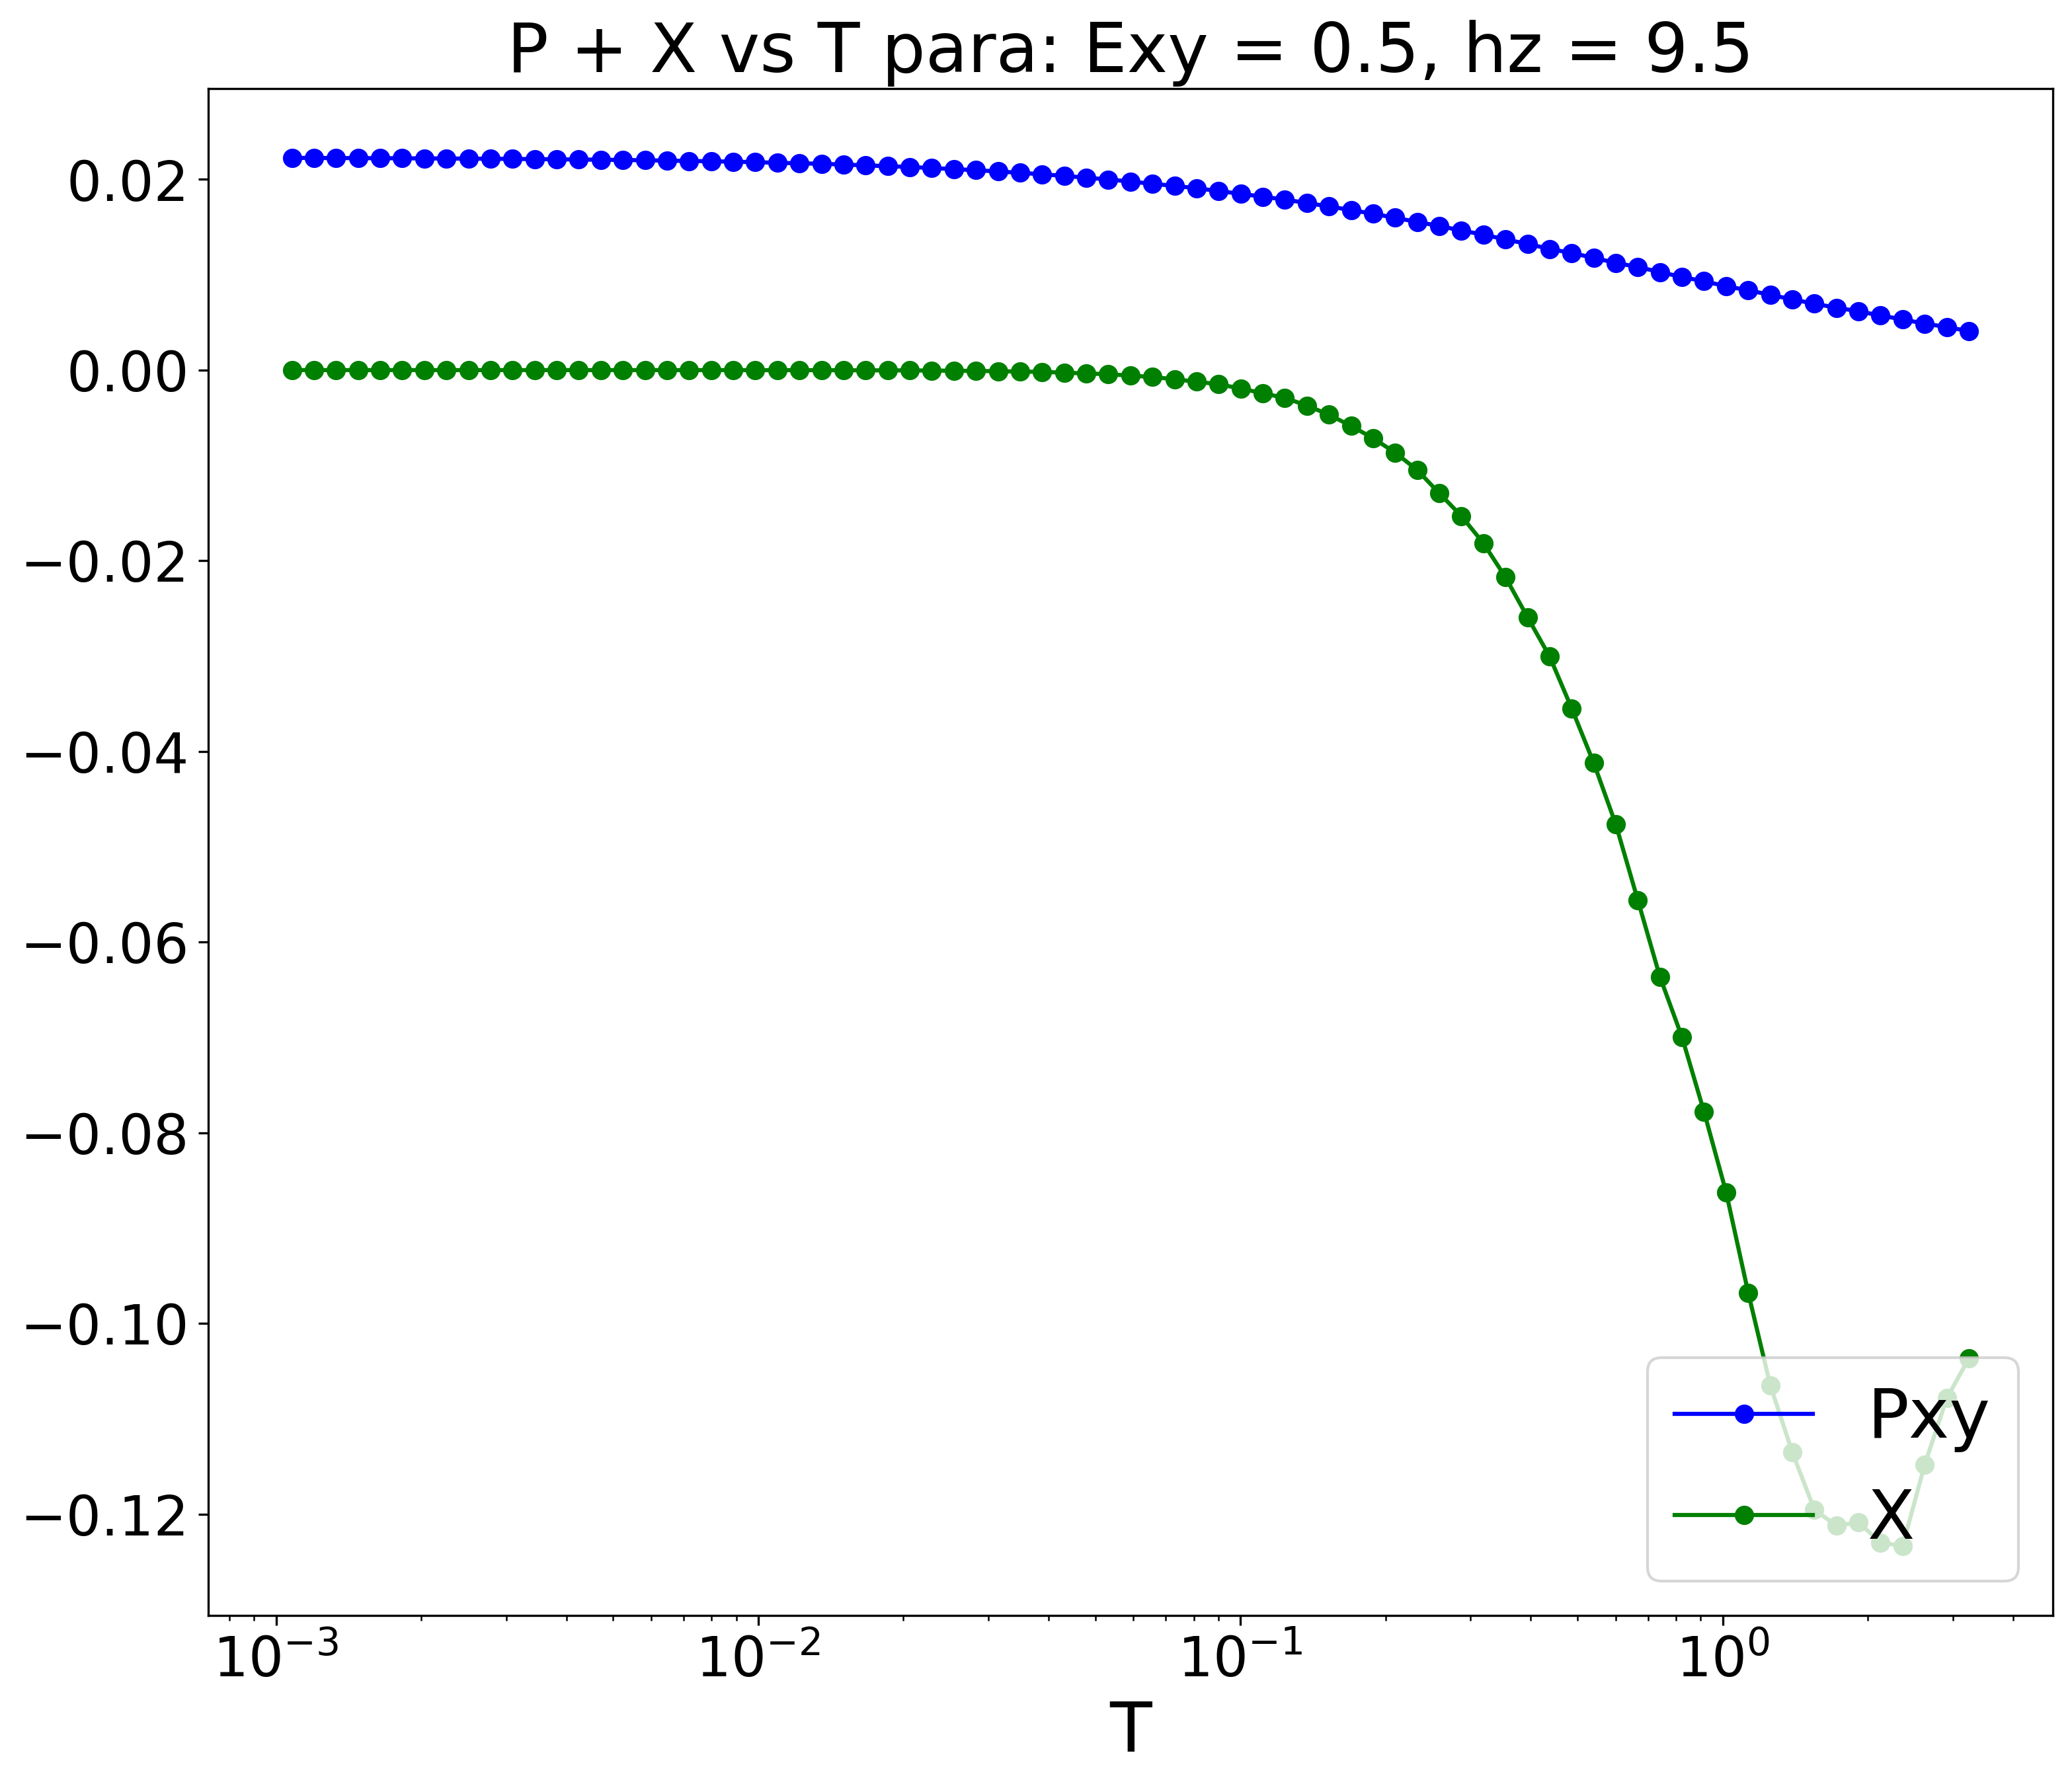 P + X vs T para: Exy = 0.5, hz = 9.5
0.02
0.00
−0.02
−0.04
−0.06
−0.08
−0.10
−0.12
Pxy
X
10⁻³ 10⁻² 10⁻¹ 10⁰
T